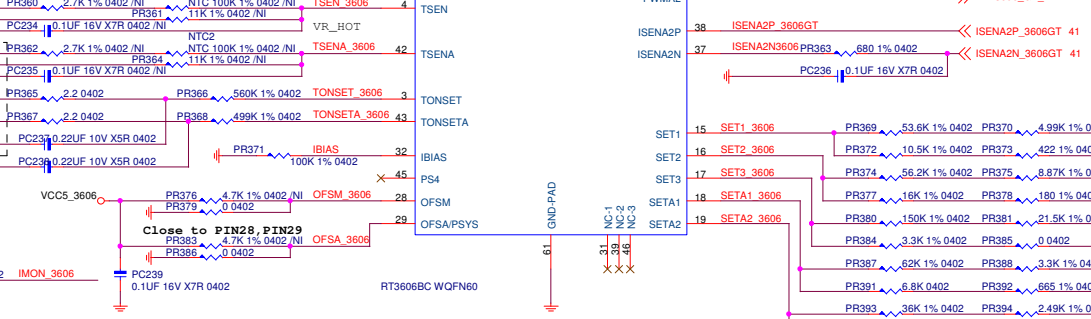 PR360 2.7K 1% 0402 /NI NTC 100K 1% 0402 /NI TSEN_3606 4 TSEN
PR361 11K 1% 0402 /NI
PC234 0.1UF 16V X7R 0402 /NI VR_HOT
ISENA2P 38 ISENA2P_3606GT ISENA2P_3606GT 41
NTC2
PR362 2.7K 1% 0402 /NI NTC 100K 1% 0402 /NI TSENA_3606 42 TSENA
ISENA2N 37 ISENA2N3606 PR363 680 1% 0402 ISENA2N_3606GT 41
PR364 11K 1% 0402 /NI
PC235 0.1UF 16V X7R 0402 /NI
PC236 0.1UF 16V X7R 0402
PR365 2.2 0402 PR366 560K 1% 0402 TONSET_3606 3 TONSET
PR367 2.2 0402 PR368 499K 1% 0402 TONSETA_3606 43 TONSETA
SET1 15 SET1_3606 PR369 53.6K 1% 0402 PR370 4.99K 1% 0
PC237 0.22UF 10V X5R 0402
PR371 100K 1% 0402 IBIAS 32 IBIAS
SET2 16 SET2_3606 PR372 10.5K 1% 0402 PR373 422 1% 04
PC238 0.22UF 10V X5R 0402
45 PS4
SET3 17 SET3_3606 PR374 56.2K 1% 0402 PR375 8.87K 1% 0
VCC5_3606 PR376 4.7K 1% 0402 /NI OFSM_3606 28 OFSM
SETA1 18 SETA1_3606 PR377 16K 1% 0402 PR378 180 1% 04
PR379 0 0402
29 OFSA/PSYS
GND-PAD NC-1 NC-2 NC-3
SETA2 19 SETA2_3606 PR380 150K 1% 0402 PR381 21.5K 1% 0
Close to PIN28,PIN29
PR383 4.7K 1% 0402 /NI OFSA_3606
61 31 39 46
PR384 3.3K 1% 0402 PR385 0 0402
PR386 0 0402
PR387 62K 1% 0402 PR388 3.3K 1% 04
IMON_3606
PC239
0.1UF 16V X7R 0402
RT3606BC WQFN60
PR391 6.8K 0402 PR392 665 1% 04
PR393 36K 1% 0402 PR394 2.49K 1% 0